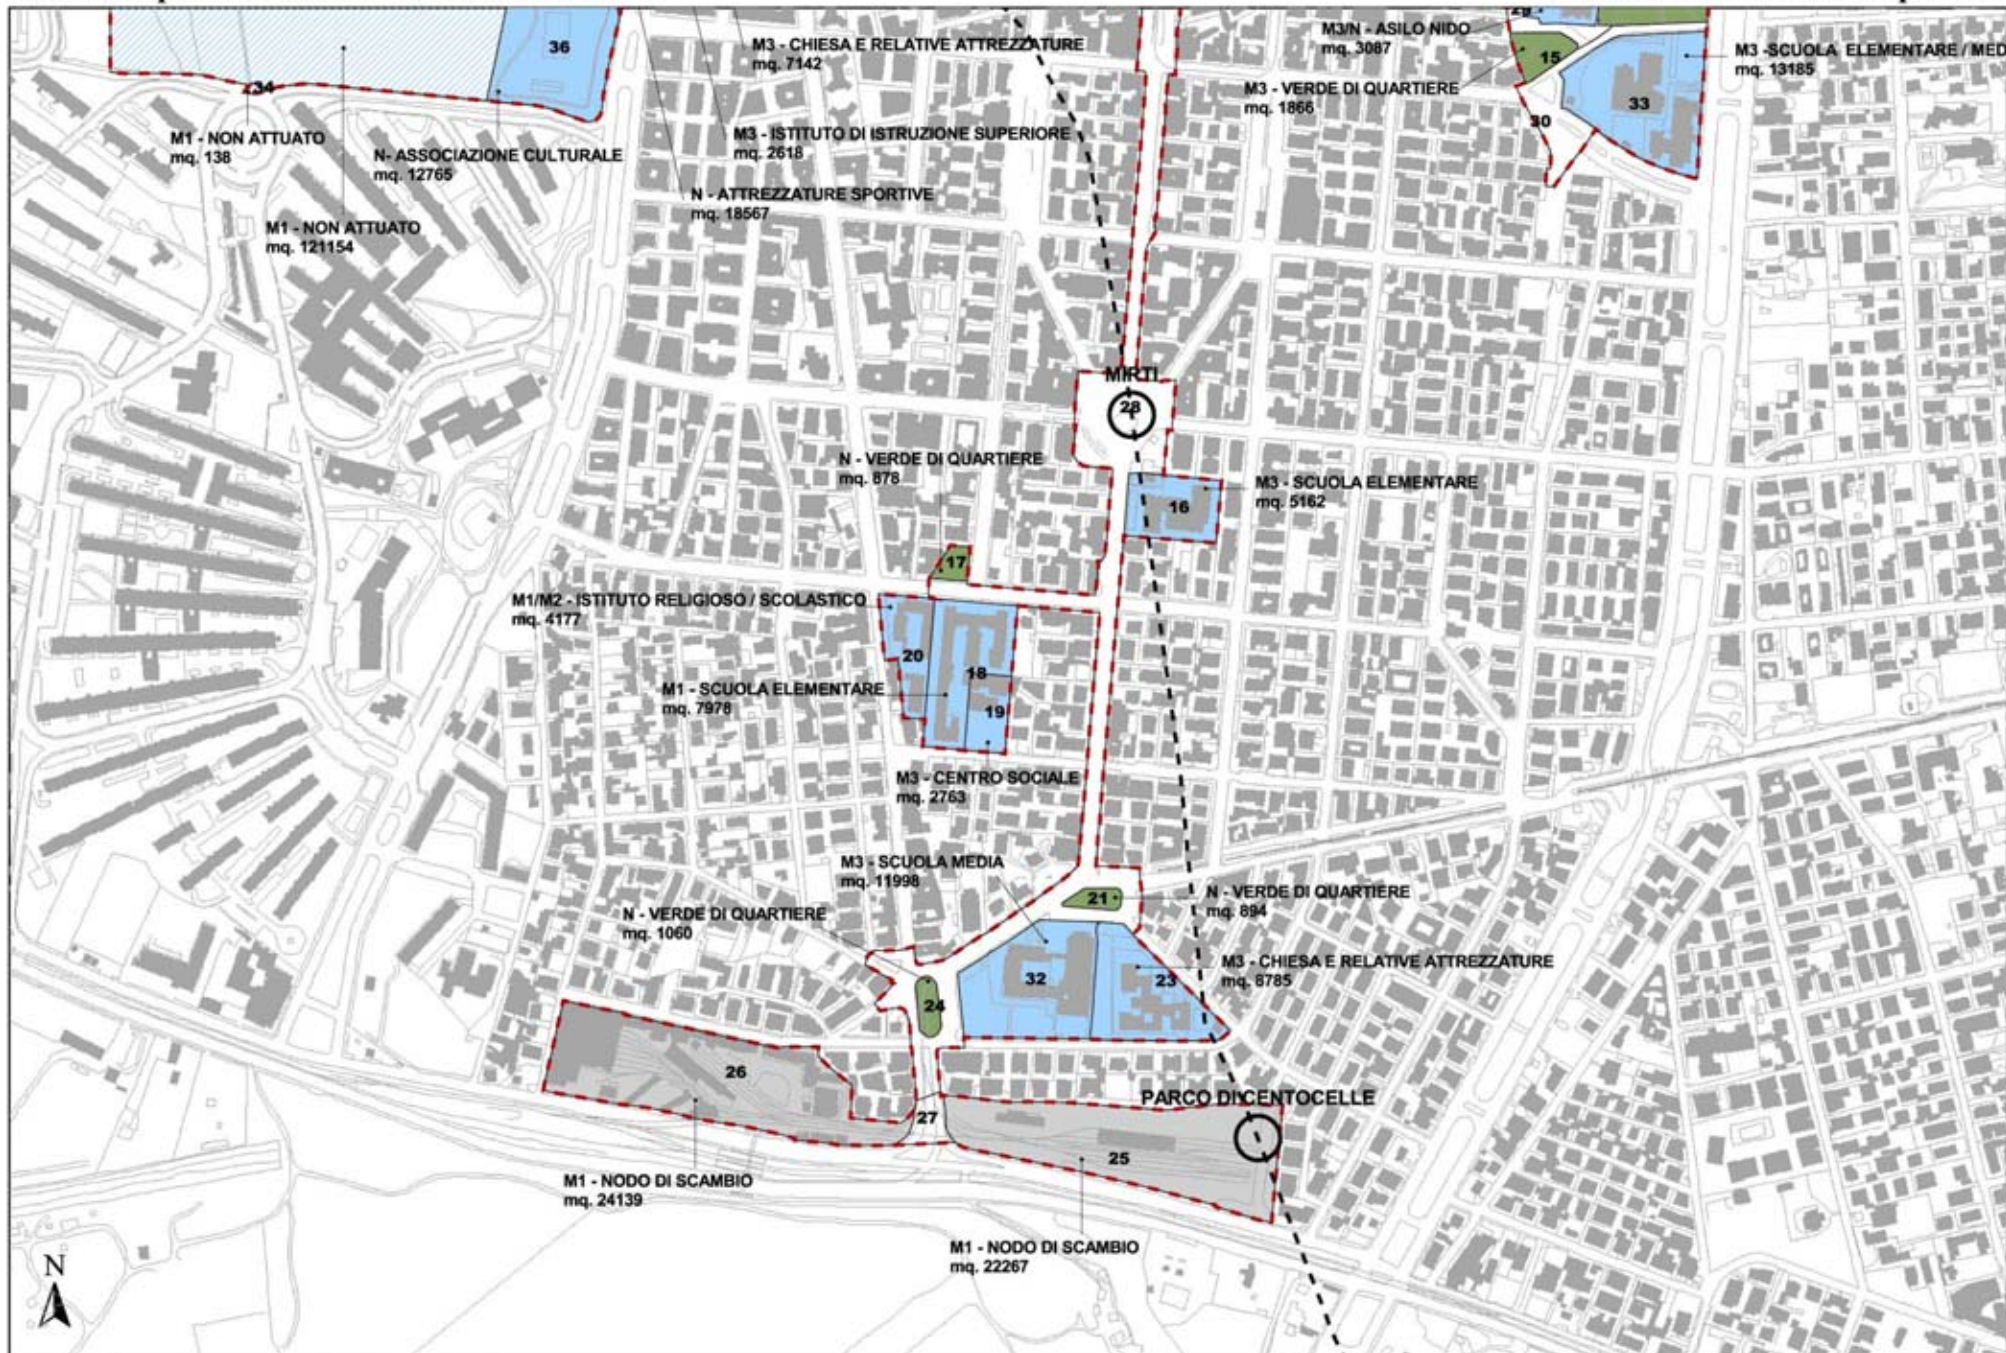 36
M3 - CHIESA E RELATIVE ATTREZZATURE
mq. 7142
M3/N - ASILO NIDO
mq. 3087
15
M3 -SCUOLA ELEMENTARE / MED
mq. 13185
34
M3 - VERDE DI QUARTIERE
mq. 1866
33
30
M1 - NON ATTUATO
mq. 138
N- ASSOCIAZIONE CULTURALE
mq. 12765
M3 - ISTITUTO DI ISTRUZIONE SUPERIORE
mq. 2618
N - ATTREZZATURE SPORTIVE
mq. 18567
M1 - NON ATTUATO
mq. 121154
MIRTI
28
N - VERDE DI QUARTIERE
mq. 878
M3 - SCUOLA ELEMENTARE
mq. 5162
16
17
M1/M2 - ISTITUTO RELIGIOSO / SCOLASTICO
mq. 4177
20
18
M1 - SCUOLA ELEMENTARE
mq. 7978
19
M3 - CENTRO SOCIALE
mq. 2763
M3 - SCUOLA MEDIA
mq. 11998
21
N - VERDE DI QUARTIERE
mq. 894
N - VERDE DI QUARTIERE
mq. 1060
M3 - CHIESA E RELATIVE ATTREZZATURE
mq. 8785
32
23
24
26
PARCO DI CENTOCELLE
27
25
M1 - NODO DI SCAMBIO
mq. 24139
M1 - NODO DI SCAMBIO
mq. 22267
N